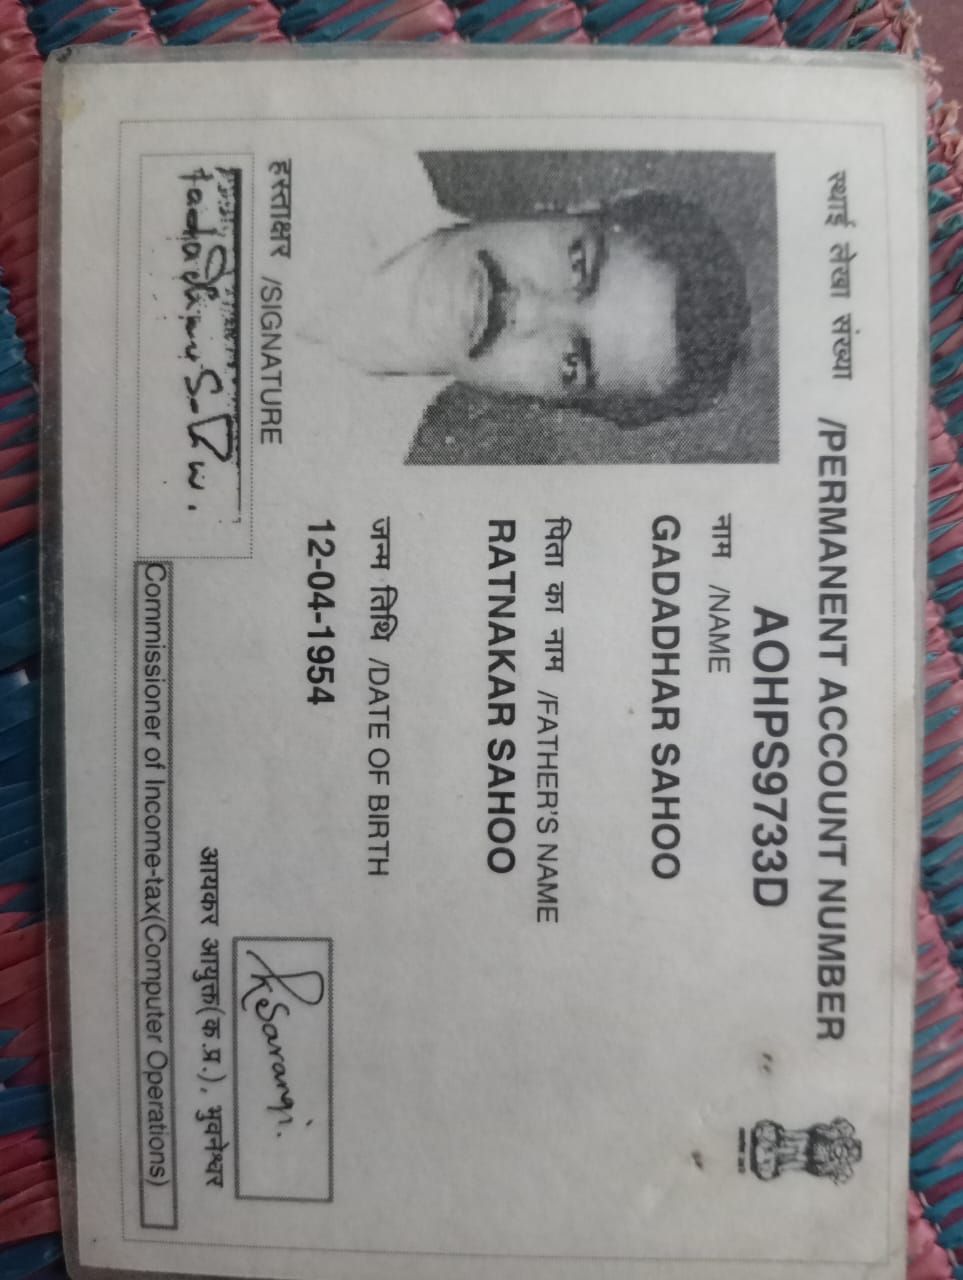 स्थाई लेखा संख्या /PERMANENT ACCOUNT NUMBER
AOHPS9733D
नाम /NAME
GADADHAR SAHOO
पिता का नाम /FATHER'S NAME
RATNAKAR SAHOO
जन्म तिथि /DATE OF BIRTH
12-04-1954
हस्ताक्षर /SIGNATURE
Sarangi.
आयकर आयुक्त(क.प्र.), भुवनेश्वर
Commissioner of Income-tax(Computer Operations)